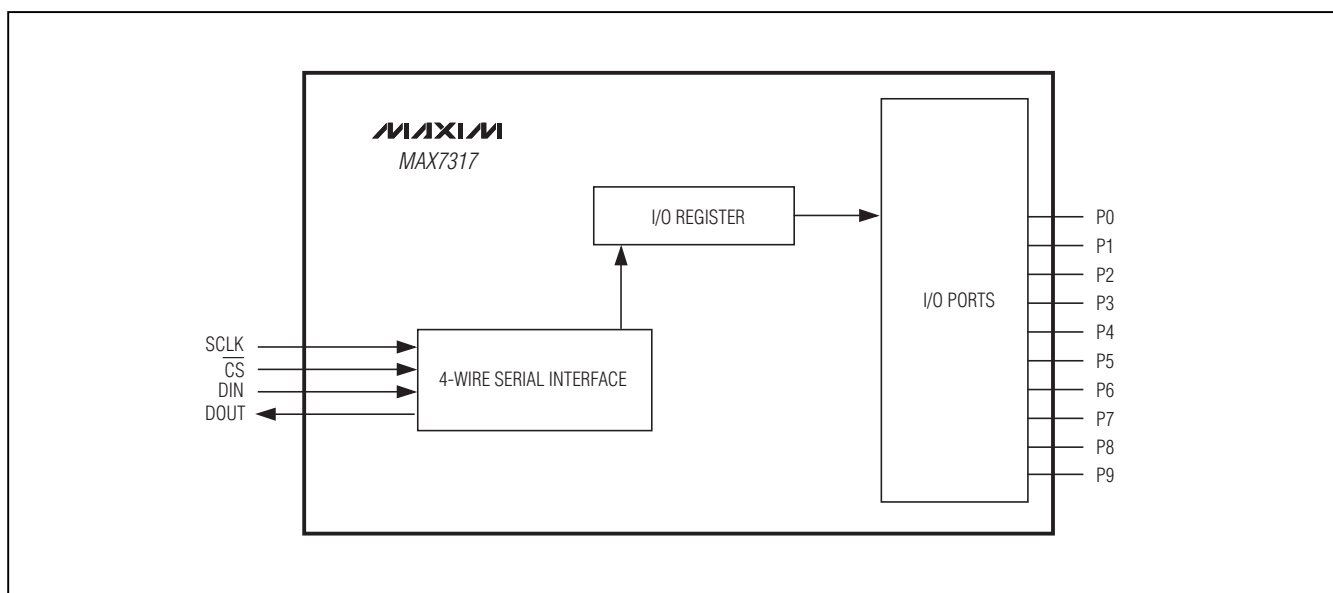 MAXIM
MAX7317
I/O REGISTER
I/O PORTS
P0
P1
P2
P3
P4
P5
P6
P7
P8
P9
SCLK
C̅S̅
DIN
DOUT
4-WIRE SERIAL INTERFACE